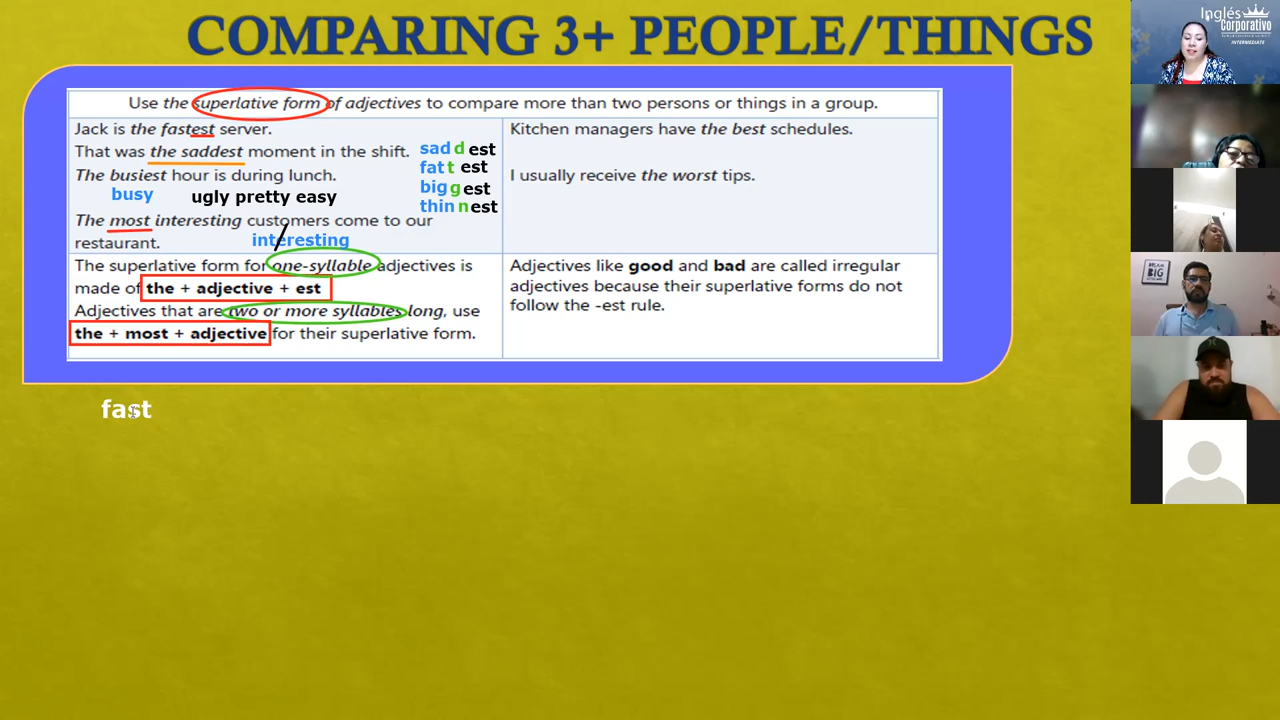 COMPARING 3+ PEOPLE/THINGS
Use the superlative form of adjectives to compare more than two persons or things in a group.
Jack is the fastest server.
That was the saddest moment in the shift.
The busiest hour is during lunch.
busy
ugly pretty easy
The most interesting customers come to our
restaurant.
interesting
sad d est
fat t est
big g est
thin n est
Kitchen managers have the best schedules.
I usually receive the worst tips.
The superlative form for one-syllable adjectives is
made of the + adjective + est
Adjectives that are two or more syllables long, use
the + most + adjective for their superlative form.
Adjectives like good and bad are called irregular
adjectives because their superlative forms do not
follow the -est rule.
fast
Inglés
Corporativo
INTERMEDIATE
DREAM
BIG